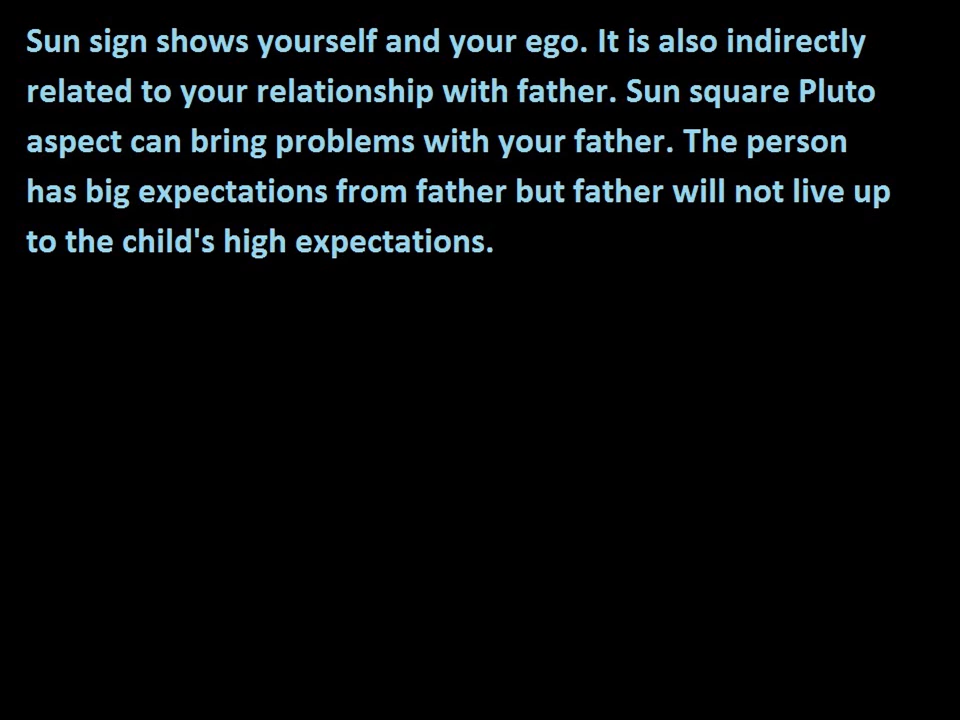 Sun sign shows yourself and your ego. It is also indirectly
related to your relationship with father. Sun square Pluto
aspect can bring problems with your father. The person
has big expectations from father but father will not live up
to the child's high expectations.